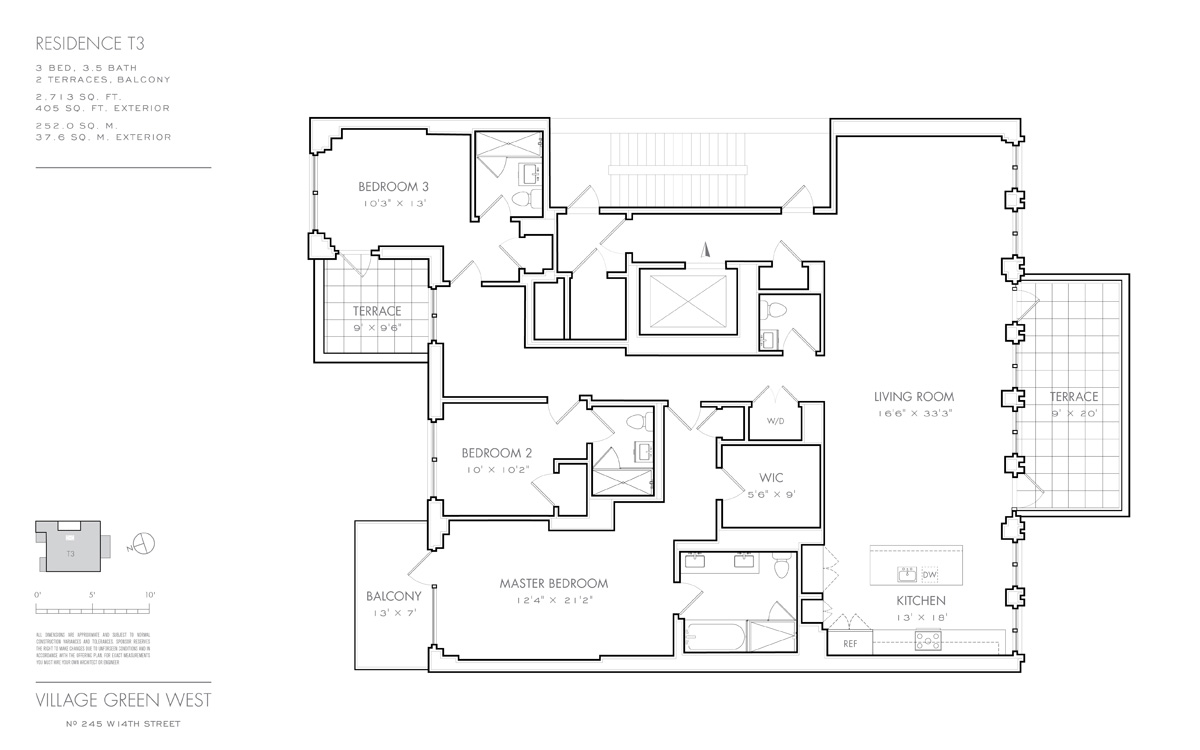 RESIDENCE T3
3 BED, 3.5 BATH
2 TERRACES, BALCONY
2,713 SQ. FT.
405 SQ. FT. EXTERIOR
252.0 SQ. M.
37.6 SQ. M. EXTERIOR
BEDROOM 3
10'3" X 13'
TERRACE
9' X 9'6"
LIVING ROOM
16'6" X 33'3"
TERRACE
9' X 20'
W/D
BEDROOM 2
10' X 10'2"
WIC
5'6" X 9'
MASTER BEDROOM
12'4" X 21'2"
BALCONY
13' X 7'
DW
KITCHEN
13' X 18'
REF
T3
N
0' 5' 10'
ALL DIMENSIONS ARE APPROXIMATE AND SUBJECT TO NORMAL
CONSTRUCTION VARIANCES AND TOLERANCES. SPONSOR RESERVES
THE RIGHT TO MAKE CHANGES DUE TO UNFORSEEN CONDITIONS AND IN
ACCORDANCE WITH THE OFFERING PLAN. FOR EXACT MEASUREMENTS
YOU MUST HIRE YOUR OWN ARCHITECT OR ENGINEER
VILLAGE GREEN WEST
Nº 245 W14TH STREET